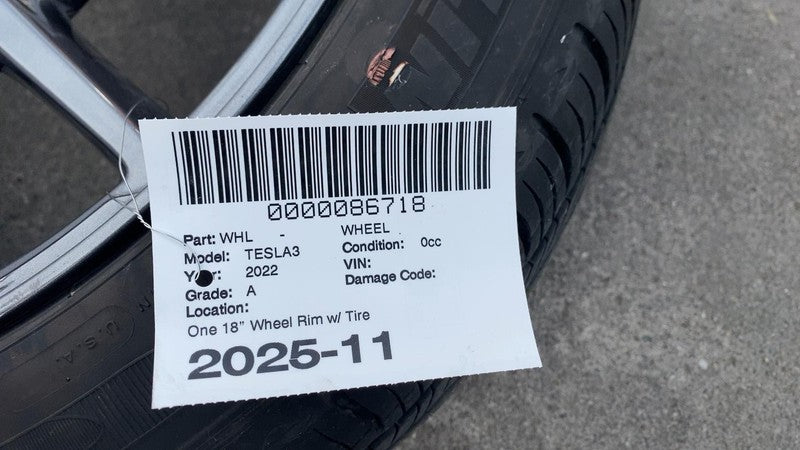 0000086718
Part: WHL - WHEEL
Model: TESLA3 Condition: 0cc
Year: 2022 VIN:
Grade: A Damage Code:
Location:
One 18" Wheel Rim w/ Tire
2025-11
U.S.A.